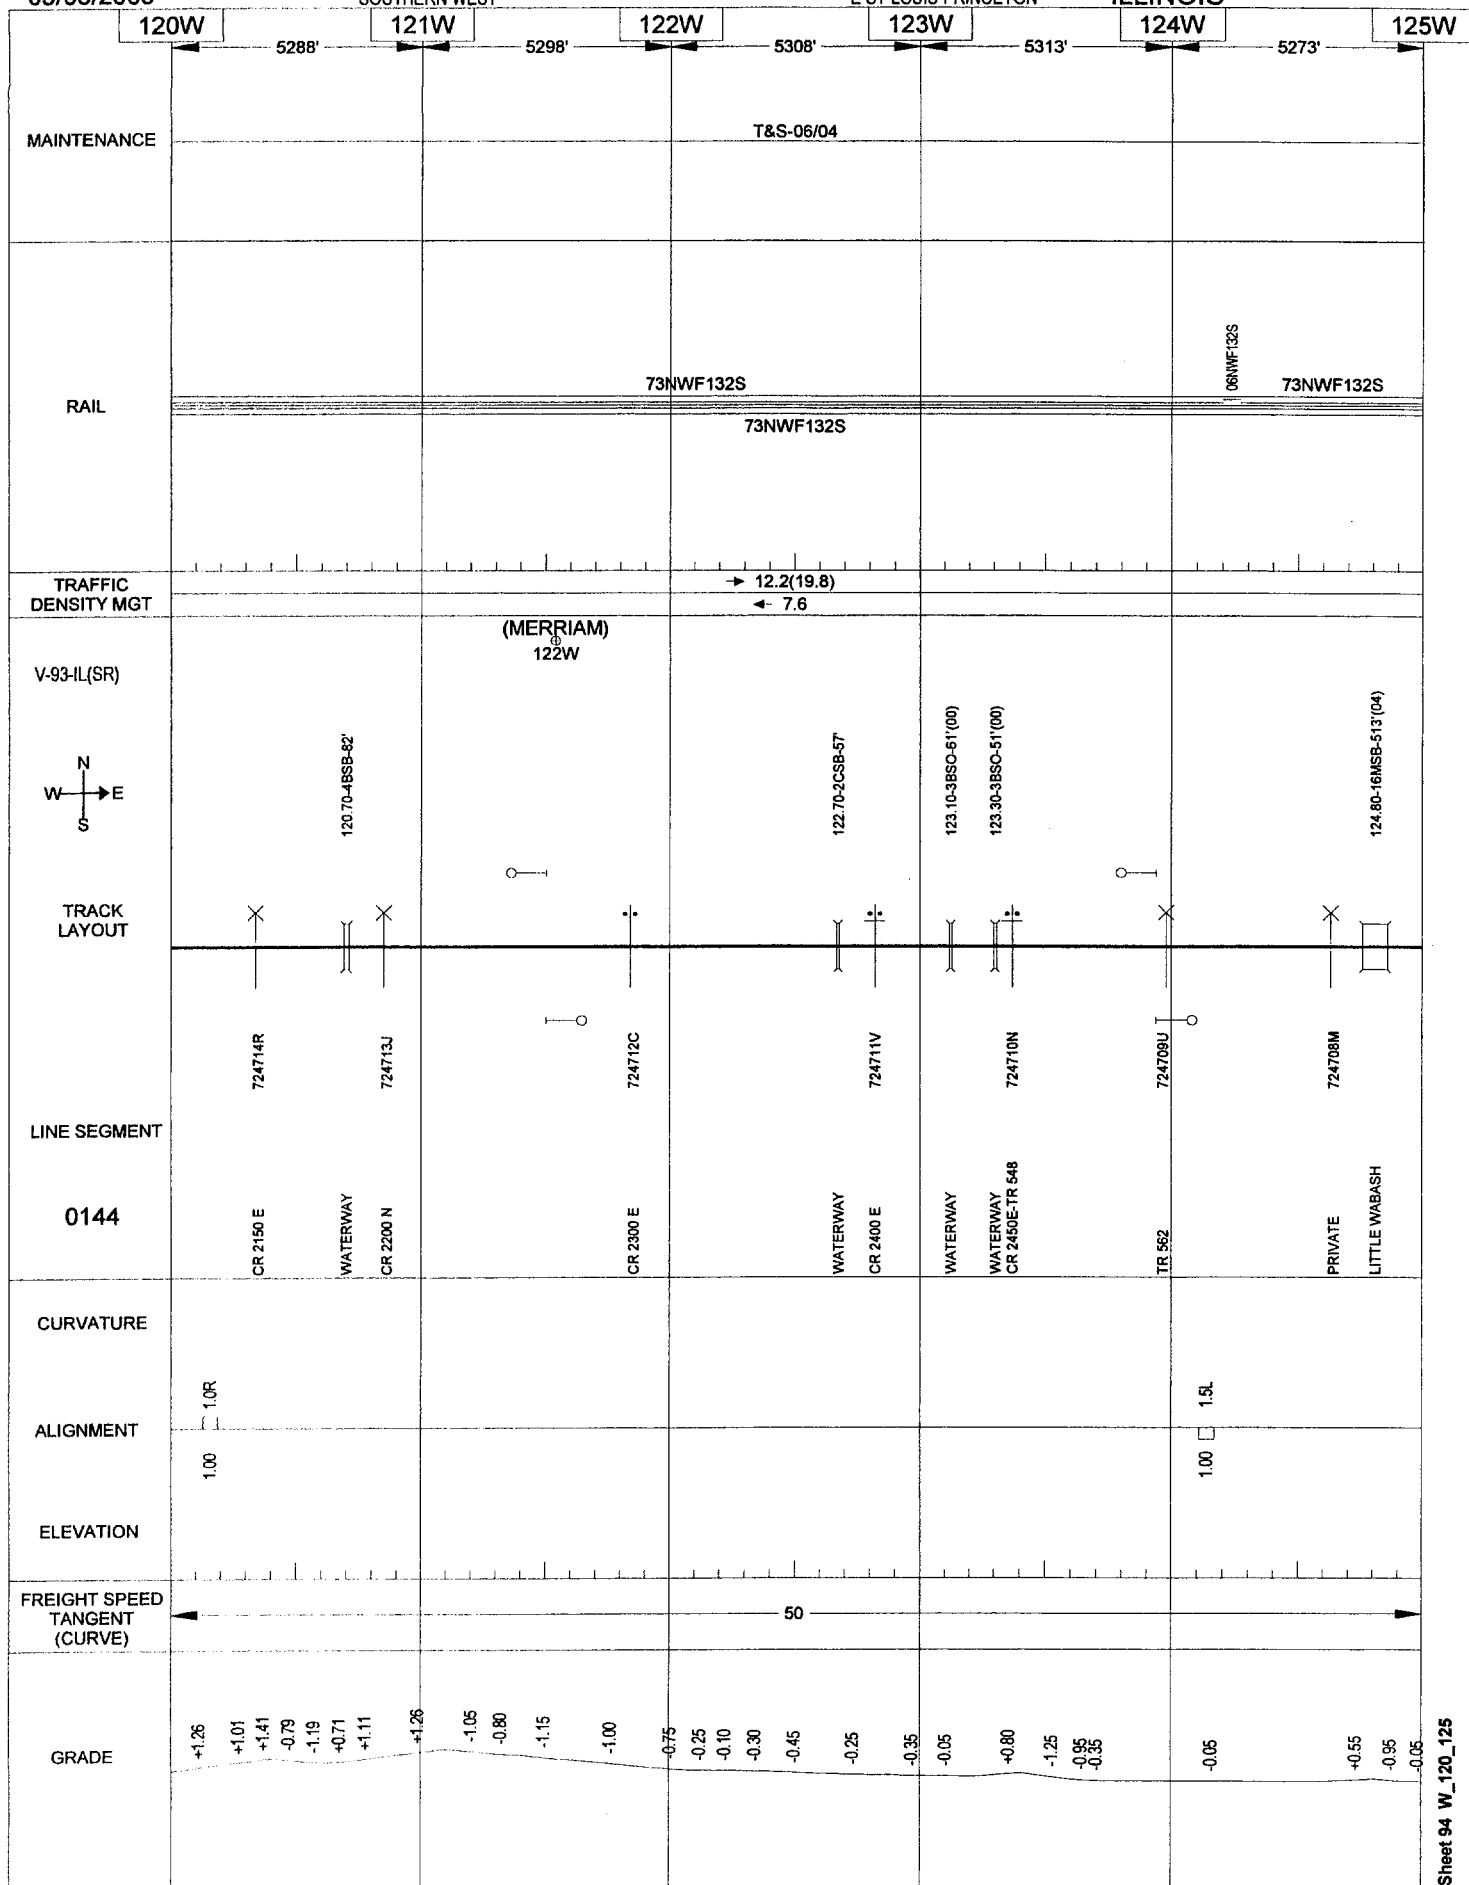 SOUTHERN WEST
ILLINOIS
120W 121W 122W 123W 124W 125W
5288' 5298' 5308' 5313' 5273'
MAINTENANCE
T&S-06/04
RAIL
73NWF132S
06NWF132S
73NWF132S
73NWF132S
TRAFFIC
DENSITY MGT
12.2(19.8)
7.6
(MERRIAM)
122W
V-93-IL(SR)
N
W E
S
120.70-4BSB-62'
122.70-2CSB-57'
123.10-3BSO-61'(00)
123.30-3BSO-51'(00)
124.80-16MSB-513'(04)
TRACK
LAYOUT
724714R
724713J
724712C
724711V
724710N
724709U
724708M
LINE SEGMENT
0144
CR 2150 E
WATERWAY
CR 2200 N
CR 2300 E
WATERWAY
CR 2400 E
WATERWAY
WATERWAY
CR 2450E-TR 548
TR 562
PRIVATE
LITTLE WABASH
CURVATURE
1.0R
1.5L
ALIGNMENT
1.00
1.00
ELEVATION
FREIGHT SPEED
TANGENT
(CURVE)
50
GRADE
+1.26
+1.01
+1.41
-0.79
-1.19
+0.71
+1.11
+1.26
-1.05
-0.80
-1.15
-1.00
-0.75
-0.25
-0.10
-0.30
-0.45
-0.25
-0.35
-0.05
+0.80
-1.25
-0.95
-0.35
-0.05
+0.55
-0.95
-0.05
Sheet 94 W_120_125